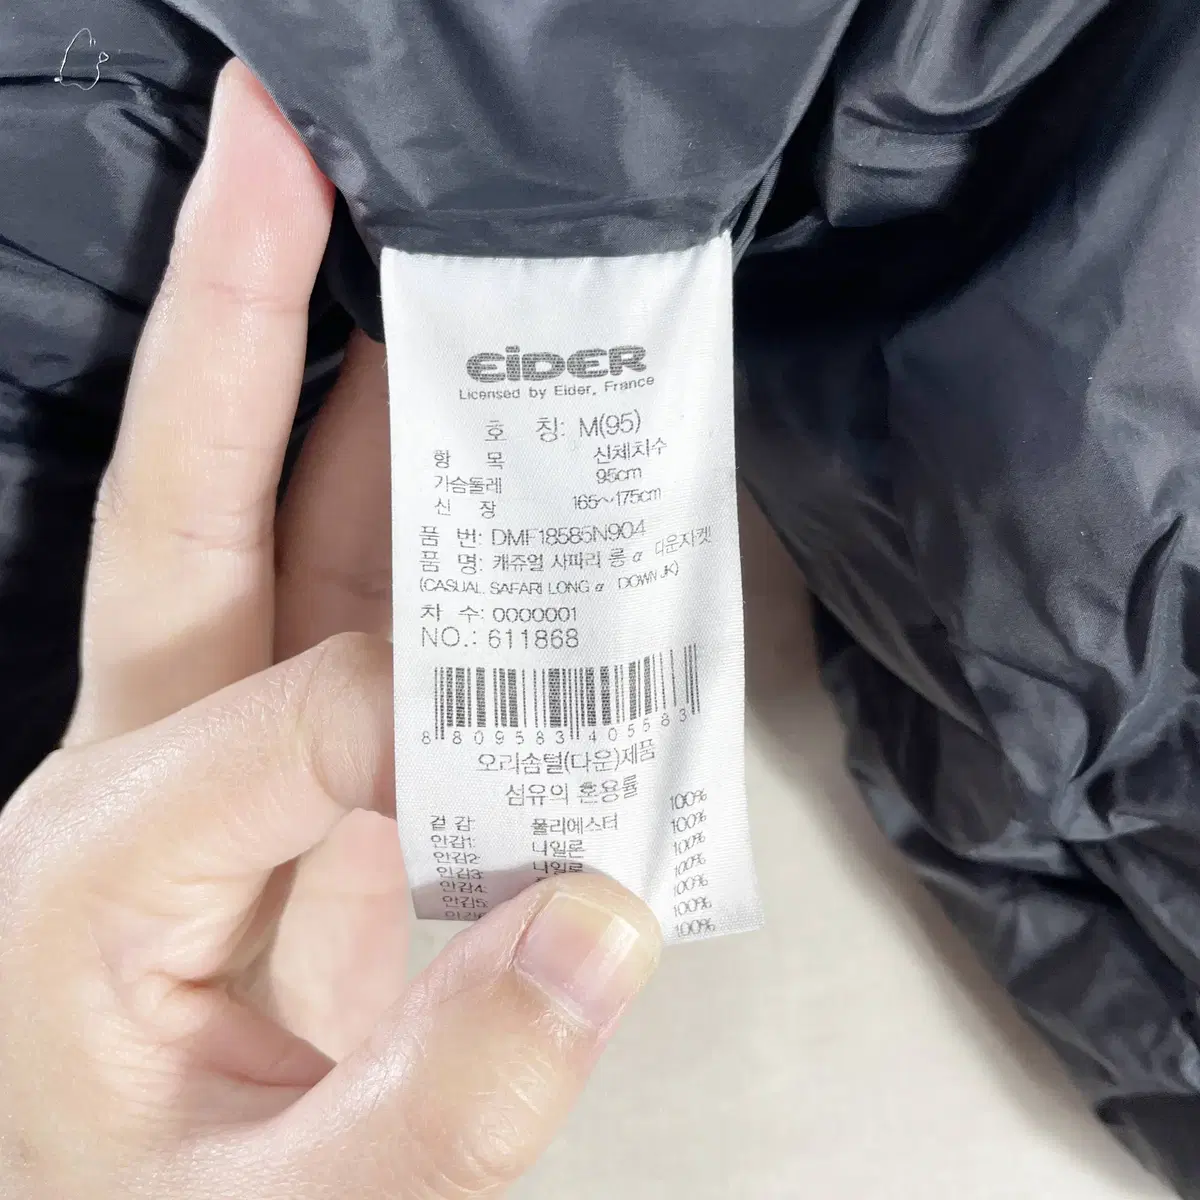 EiDER
Licensed by Eider, France
호 칭: M(95)
항 목 신체치수
가슴둘레 95cm
신 장 165~175cm
품 번: DMF18585N904
품 명: 캐쥬얼 사파리 롱 α 다운자켓
(CASUAL SAFARI LONG α DOWN JK)
차 수: 0000001
NO.: 611868
8 809583 405583
오리솜털(다운)제품
섬유의 혼용률
겉 감 폴리에스터 100%
안감1: 나일론 100%
안감2: 나일론 100%
안감3: 100%
안감4: 100%
안감5: 100%
100%